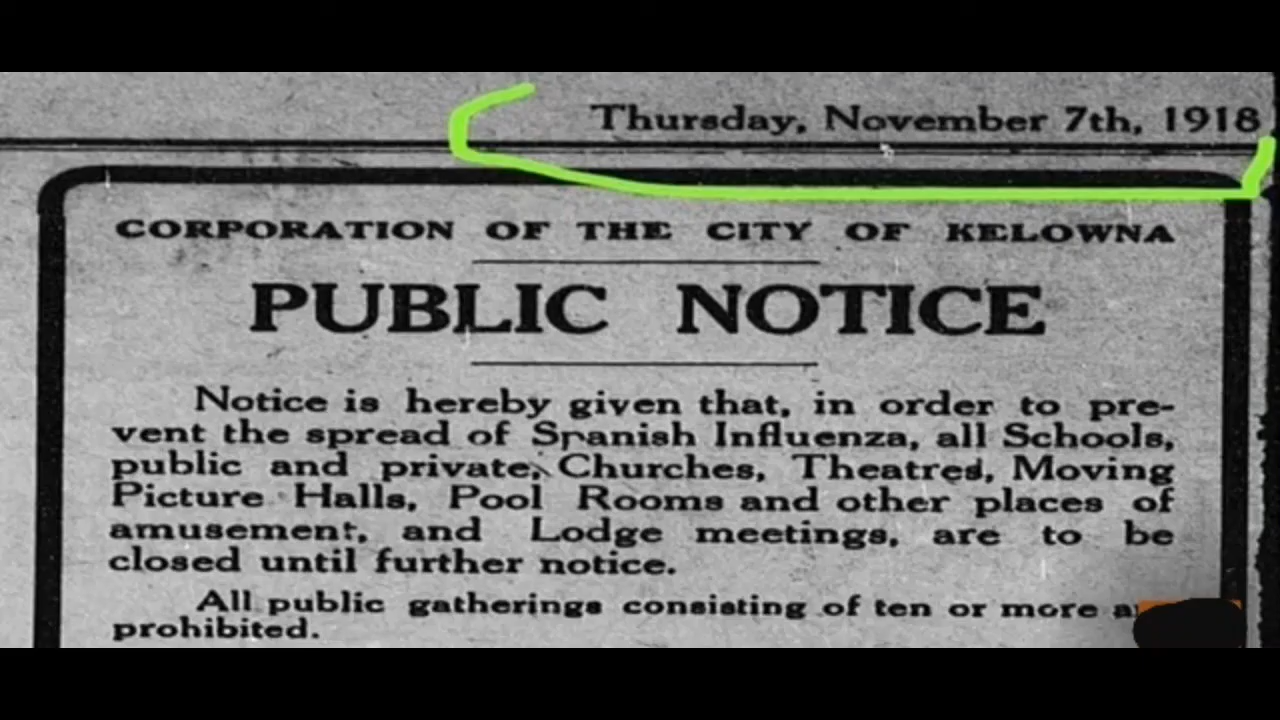 Thursday, November 7th, 1918
CORPORATION OF THE CITY OF KELOWNA
PUBLIC NOTICE
Notice is hereby given that, in order to pre-
vent the spread of Spanish Influenza, all Schools,
public and private, Churches, Theatres, Moving
Picture Halls, Pool Rooms and other places of
amusement, and Lodge meetings, are to be
closed until further notice.
All public gatherings consisting of ten or more
prohibited.